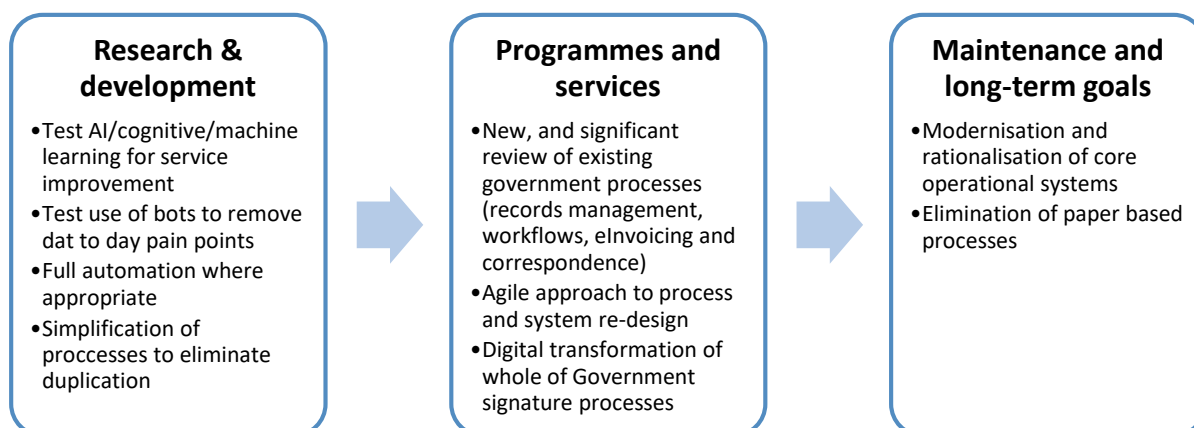 Research &
development
•Test AI/cognitive/machine
learning for service
improvement
•Test use of bots to remove
dat to day pain points
•Full automation where
appropriate
•Simplification of
proccesses to eliminate
duplication
Programmes and
services
•New, and significant
review of existing
government processes
(records management,
workflows, eInvoicing and
correspondence)
•Agile approach to process
and system re-design
•Digital transformation of
whole of Government
signature processes
Maintenance and
long-term goals
•Modernisation and
rationalisation of core
operational systems
•Elimination of paper based
processes